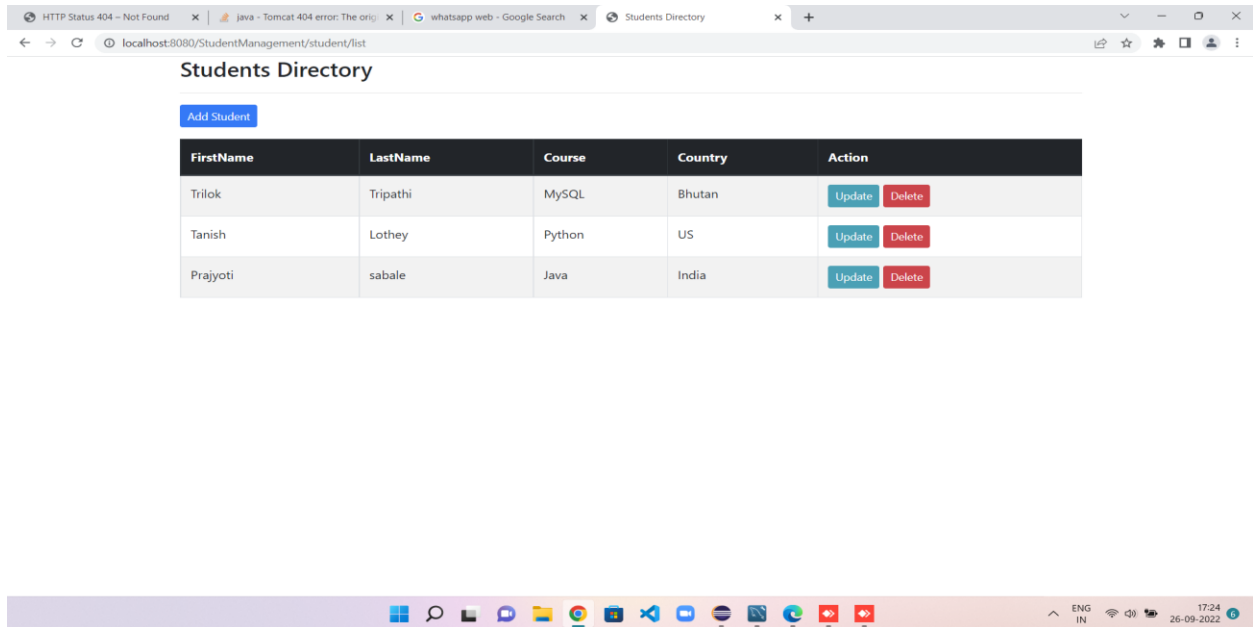 HTTP Status 404 – Not Found java - Tomcat 404 error: The orig whatsapp web - Google Search Students Directory
localhost:8080/StudentManagement/student/list
Students Directory
Add Student
FirstName LastName Course Country Action
Trilok Tripathi MySQL Bhutan Update Delete
Tanish Lothey Python US Update Delete
Prajyoti sabale Java India Update Delete
ENG 17:24
IN 26-09-2022 6